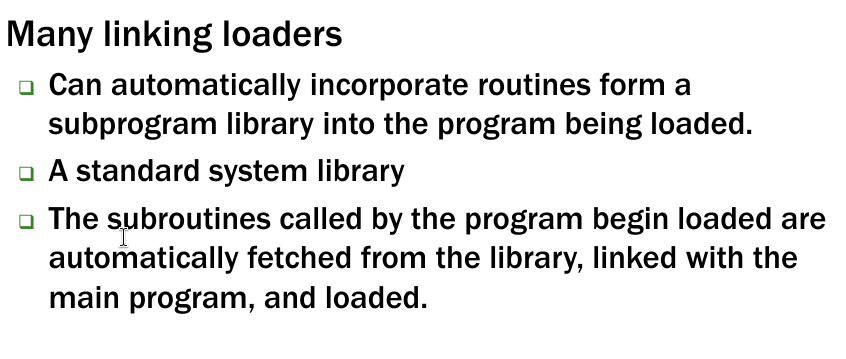 Many linking loaders
Can automatically incorporate routines form a
subprogram library into the program being loaded.
A standard system library
The subroutines called by the program begin loaded are
automatically fetched from the library, linked with the
main program, and loaded.